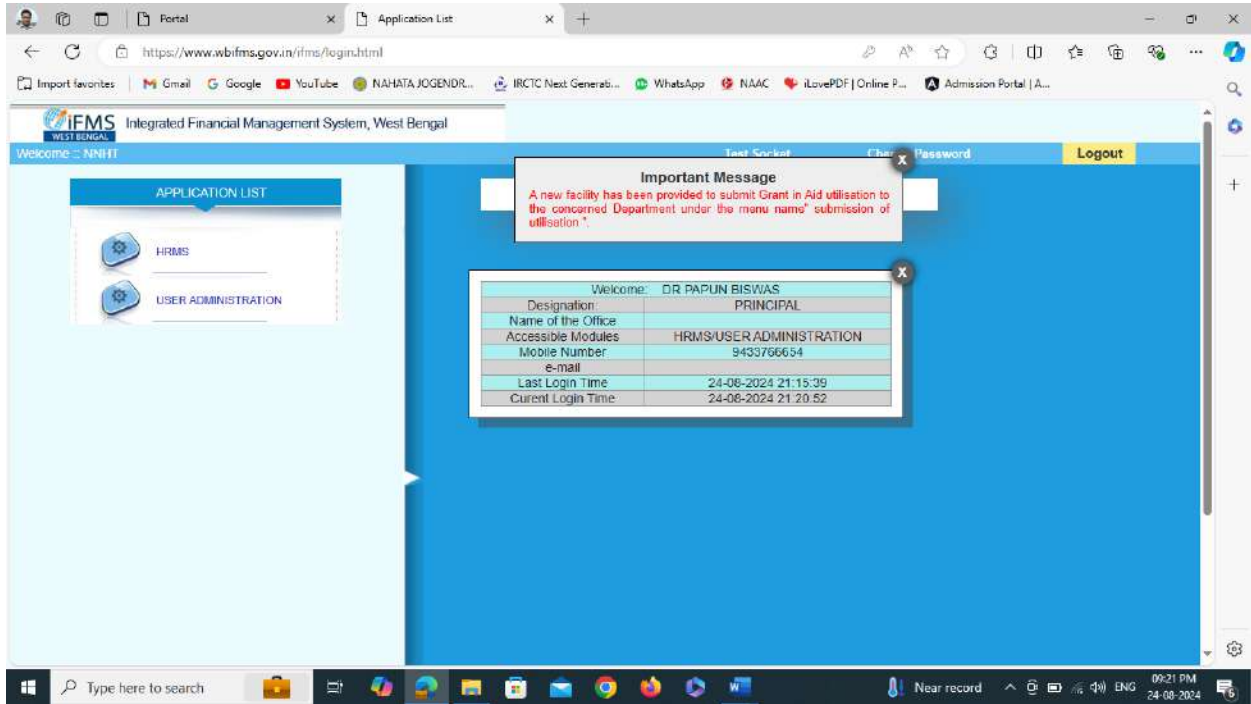 Portal
Application List
https://www.wbifms.gov.in/ifms/login.html
Import favorites
Gmail
Google
YouTube
NAHATA JOGENDR...
IRCTC Next Generati...
WhatsApp
NAAC
iLovePDF | Online P...
Admission Portal | A...
iFMS
WEST BENGAL
Integrated Financial Management System, West Bengal
Welcome :: NNHT
Test Socket
Password
Logout
APPLICATION LIST
HRMS
USER ADMINISTRATION
Important Message
A new facility has been provided to submit Grant in Aid utilisation to
the concerned Department under the menu name" submission of
utilisation ".
Welcome: DR PAPUN BISWAS
Designation: PRINCIPAL
Name of the Office
Accessible Modules HRMS/USER ADMINISTRATION
Mobile Number 9433766654
e-mail
Last Login Time 24-08-2024 21:15:39
Curent Login Time 24-08-2024 21:20:52
Type here to search
Near record
ENG
09:21 PM
24-08-2024